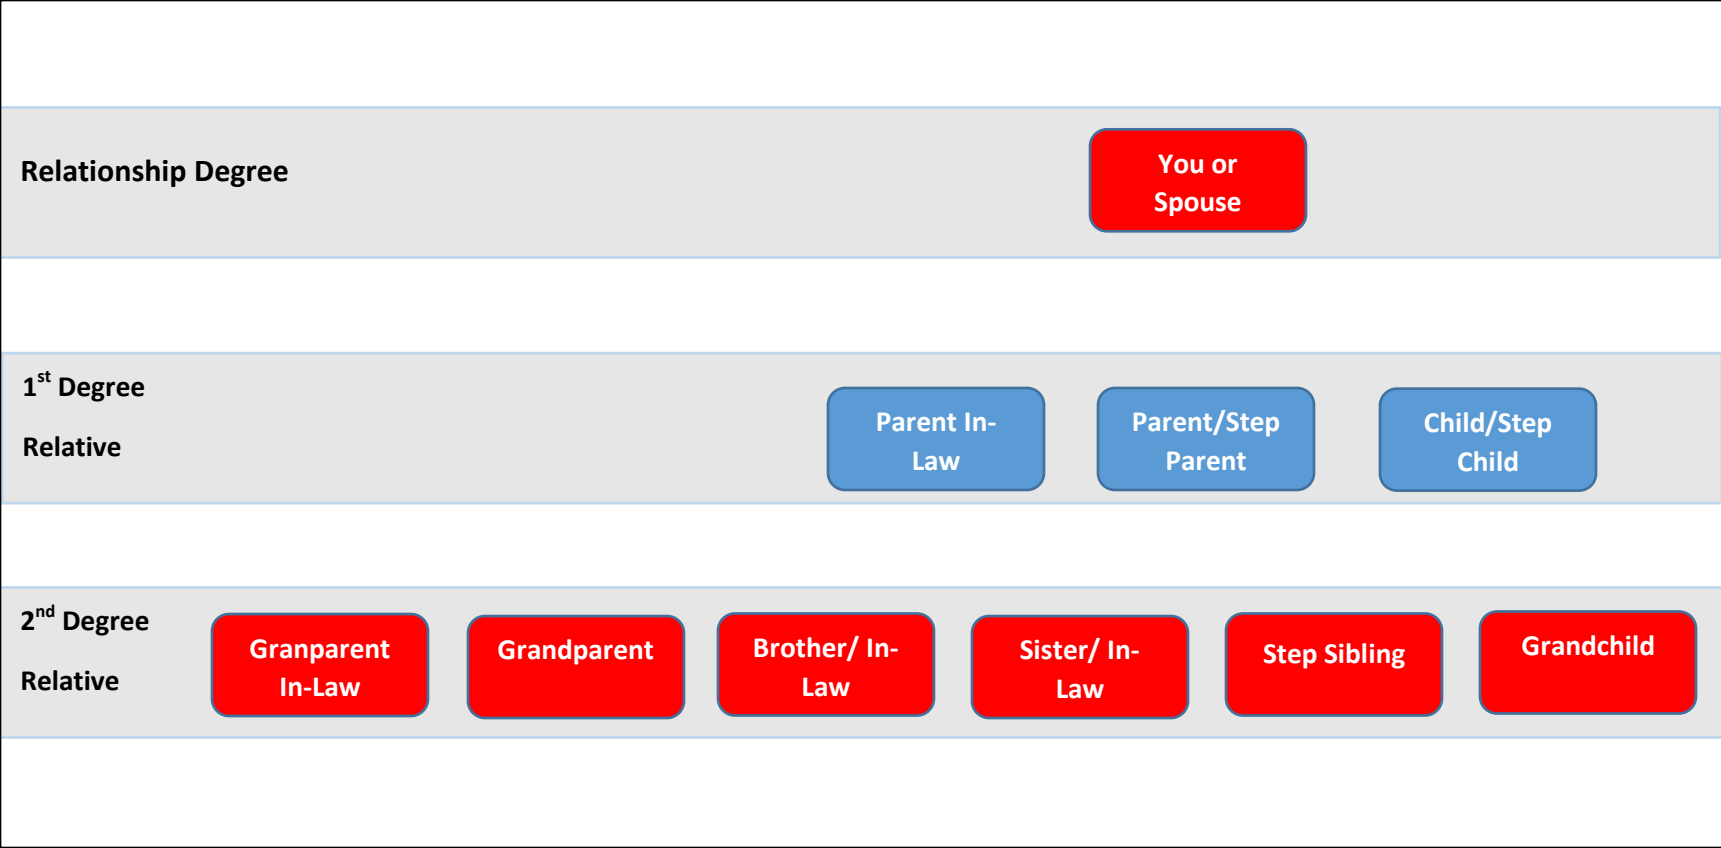 Relationship Degree
You or
Spouse
1st Degree
Relative
Parent In-
Law
Parent/Step
Parent
Child/Step
Child
2nd Degree
Relative
Granparent
In-Law
Grandparent
Brother/ In-
Law
Sister/ In-
Law
Step Sibling
Grandchild